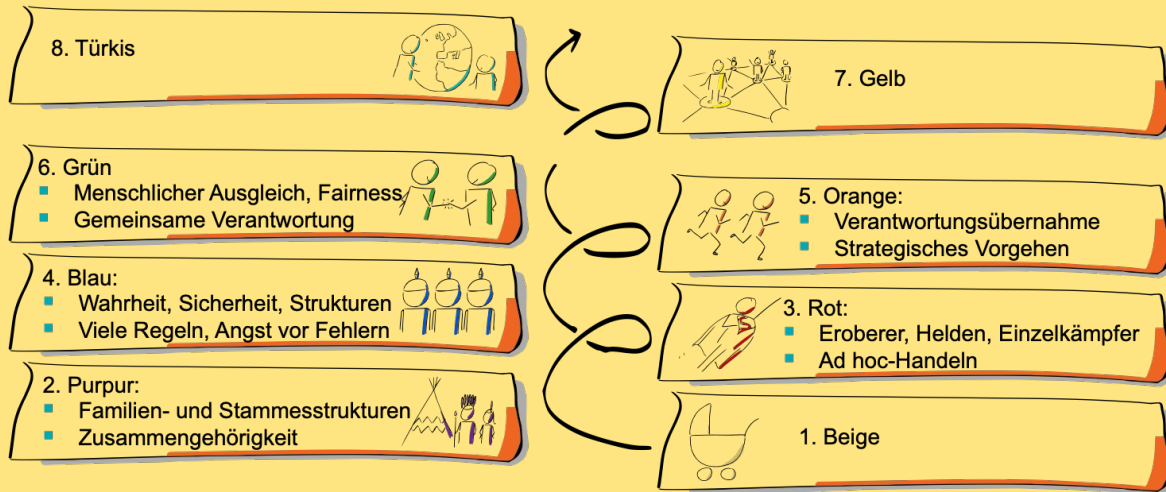 8. Türkis
7. Gelb
6. Grün
Menschlicher Ausgleich, Fairness
Gemeinsame Verantwortung
5. Orange:
Verantwortungsübernahme
Strategisches Vorgehen
4. Blau:
Wahrheit, Sicherheit, Strukturen
Viele Regeln, Angst vor Fehlern
3. Rot:
Eroberer, Helden, Einzelkämpfer
Ad hoc-Handeln
2. Purpur:
Familien- und Stammesstrukturen
Zusammengehörigkeit
1. Beige